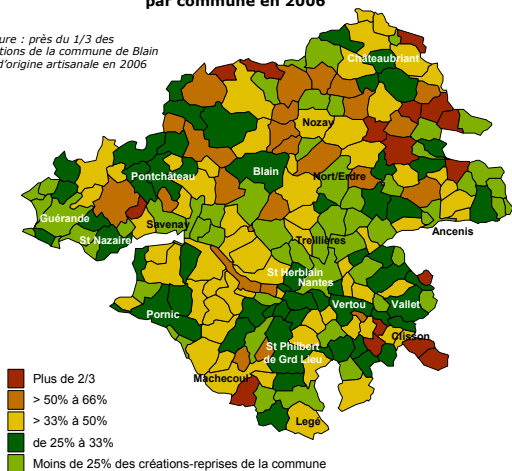 par commune en 2006
ure : près du 1/3 des
tions de la commune de Blain
d'origine artisanale en 2006
Châteaubriant
Nozay
Pontchâteau
Blain
Nort/Erdre
Guérande
Savenay
St Nazaire
Ancenis
Treillières
St Herblain
Nantes
Pornic
Vertou
Vallet
Clisson
St Philbert
de Grd Lieu
Machecoul
Legé
Plus de 2/3
> 50% à 66%
> 33% à 50%
de 25% à 33%
Moins de 25% des créations-reprises de la commune